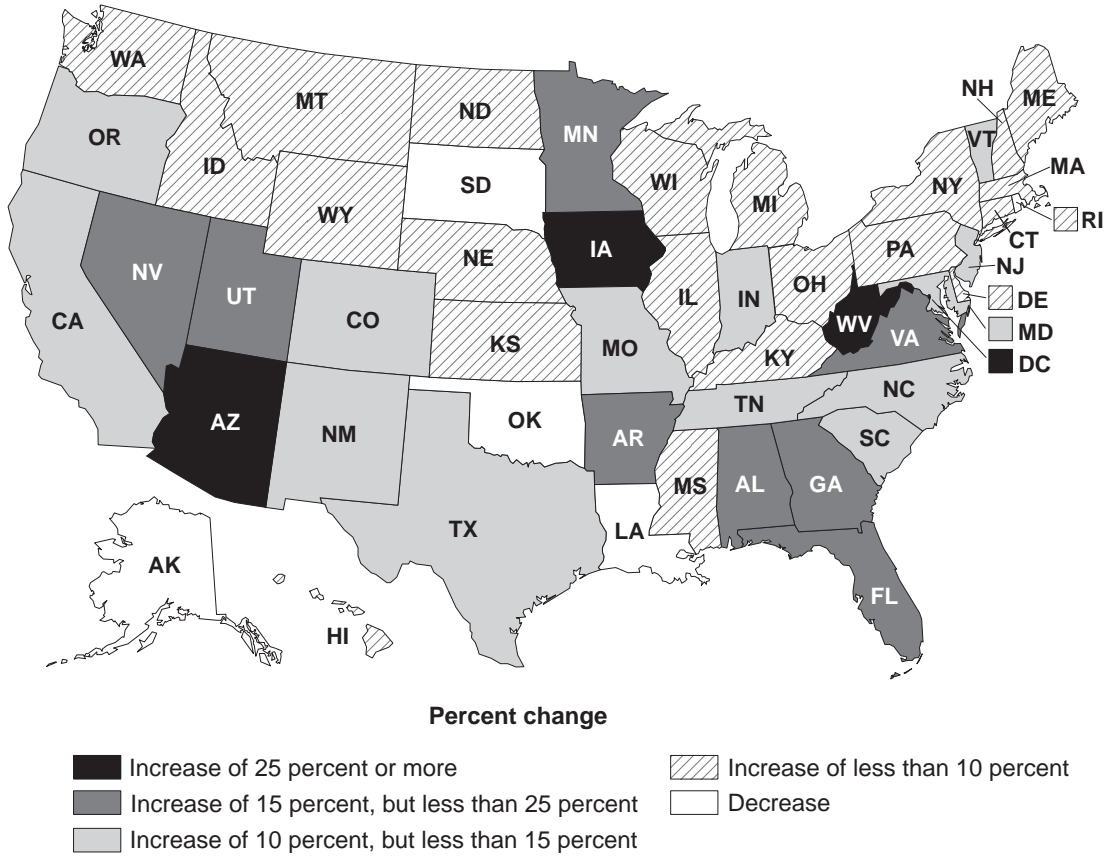 WA
MT
ND
MN
NH
ME
OR
VT
ID
SD
WI
MA
WY
MI
NY
RI
CT
IA
PA
NE
NJ
NV
OH
UT
IL
IN
DE
CA
CO
WV
MD
KS
MO
VA
KY
DC
NC
TN
AZ
OK
NM
AR
SC
MS
AL
GA
TX
LA
AK
FL
HI
Percent change
Increase of 25 percent or more
Increase of less than 10 percent
Increase of 15 percent, but less than 25 percent
Decrease
Increase of 10 percent, but less than 15 percent